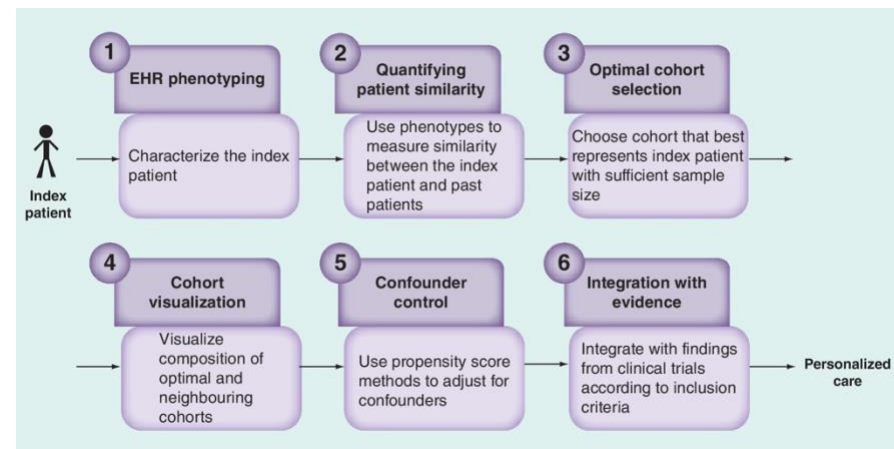 1
EHR phenotyping
Characterize the index
patient
2
Quantifying
patient similarity
Use phenotypes to
measure similarity
between the index
patient and past
patients
3
Optimal cohort
selection
Choose cohort that best
represents index patient
with sufficient sample
size
Index
patient
4
Cohort
visualization
Visualize
composition of
optimal and
neighbouring
cohorts
5
Confounder
control
Use propensity score
methods to adjust for
confounders
6
Integration with
evidence
Integrate with findings
from clinical trials
according to inclusion
criteria
Personalized
care